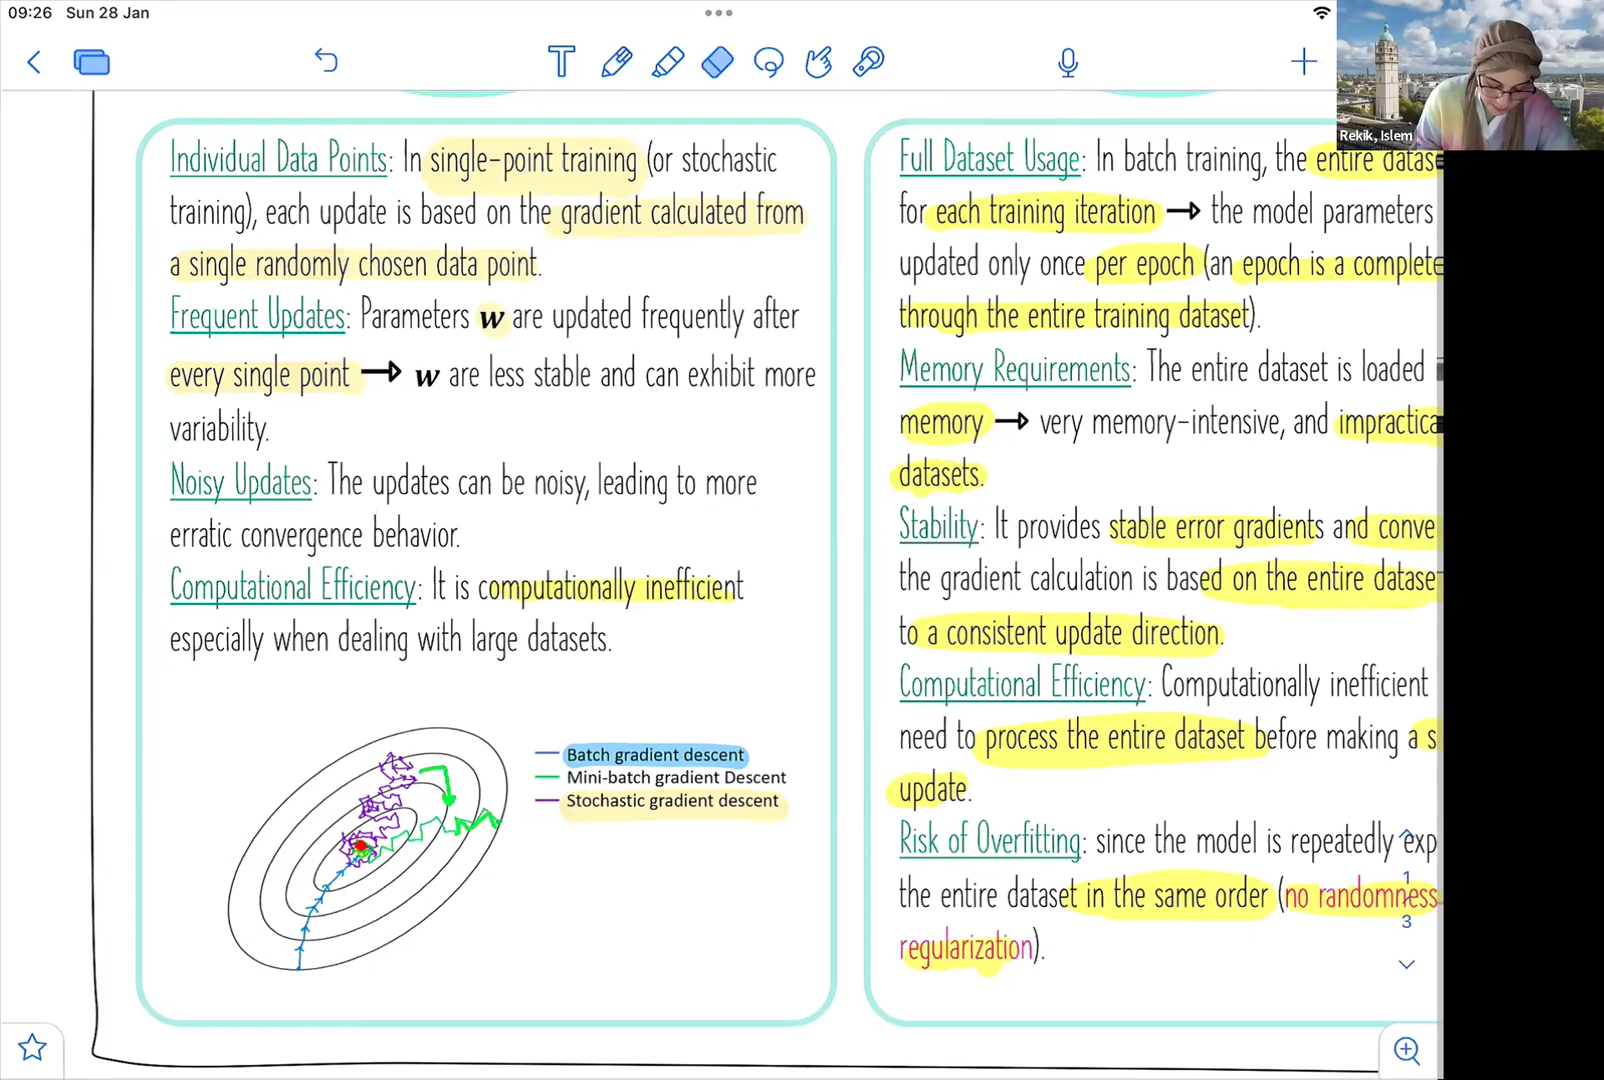 09:26 Sun 28 Jan
Rekik, Islem
Individual Data Points: In single-point training (or stochastic
training), each update is based on the gradient calculated from
a single randomly chosen data point.
Frequent Updates: Parameters w are updated frequently after
every single point → w are less stable and can exhibit more
variability.
Noisy Updates: The updates can be noisy, leading to more
erratic convergence behavior.
Computational Efficiency: It is computationally inefficient
especially when dealing with large datasets.
Batch gradient descent
Mini-batch gradient Descent
Stochastic gradient descent
Full Dataset Usage: In batch training, the entire datase
for each training iteration → the model parameters
updated only once per epoch (an epoch is a complete
through the entire training dataset).
Memory Requirements: The entire dataset is loaded
memory → very memory-intensive, and impractica
datasets.
Stability: It provides stable error gradients and conve
the gradient calculation is based on the entire datase
to a consistent update direction.
Computational Efficiency: Computationally inefficient
need to process the entire dataset before making a s
update.
Risk of Overfitting: since the model is repeatedly exp
the entire dataset in the same order (no randomness
regularization).
1
3